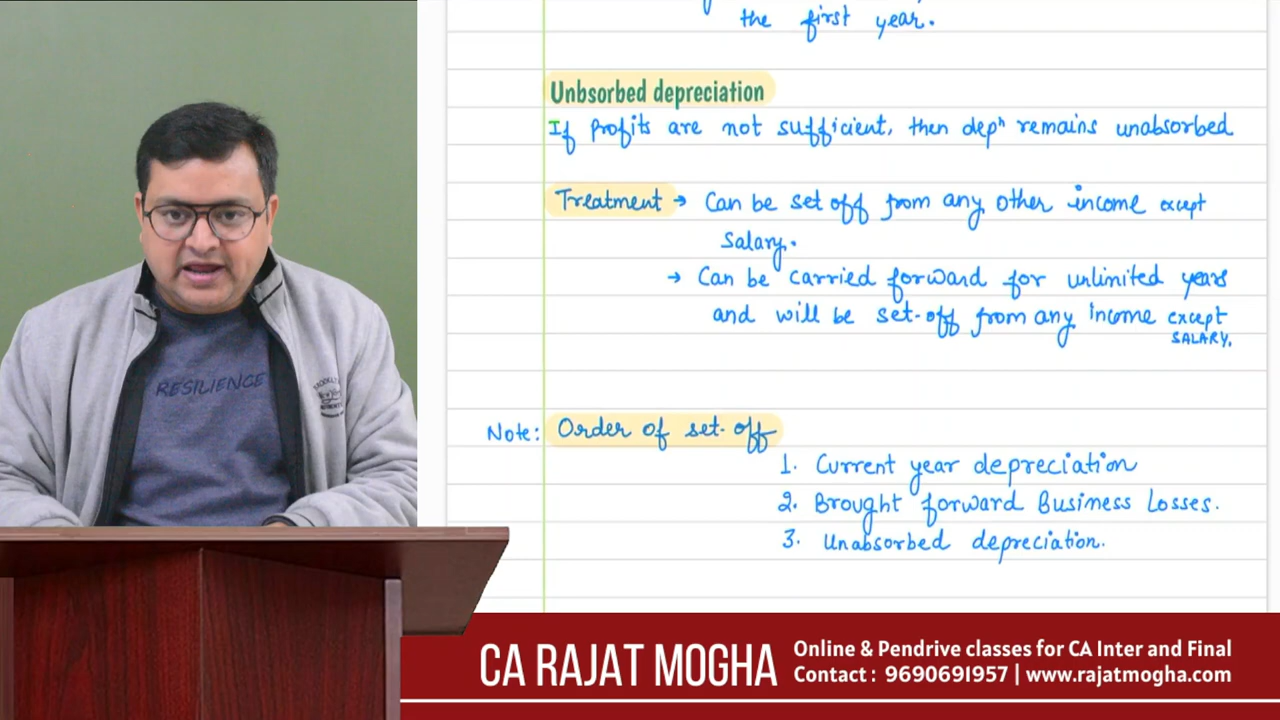 the first year.
Unbsorbed depreciation
If Profits are not sufficient, then depⁿ remains unabsorbed
Treatment → Can be set off from any other income except
Salary.
→ Can be carried forward for unlimited years
and will be set-off from any income except
SALARY.
Note: Order of set-off
1. Current year depreciation
2. Brought forward Business Losses.
3. Unabsorbed depreciation.
RESILIENCE
CA RAJAT MOGHA
Online & Pendrive classes for CA Inter and Final
Contact : 9690691957 | www.rajatmogha.com